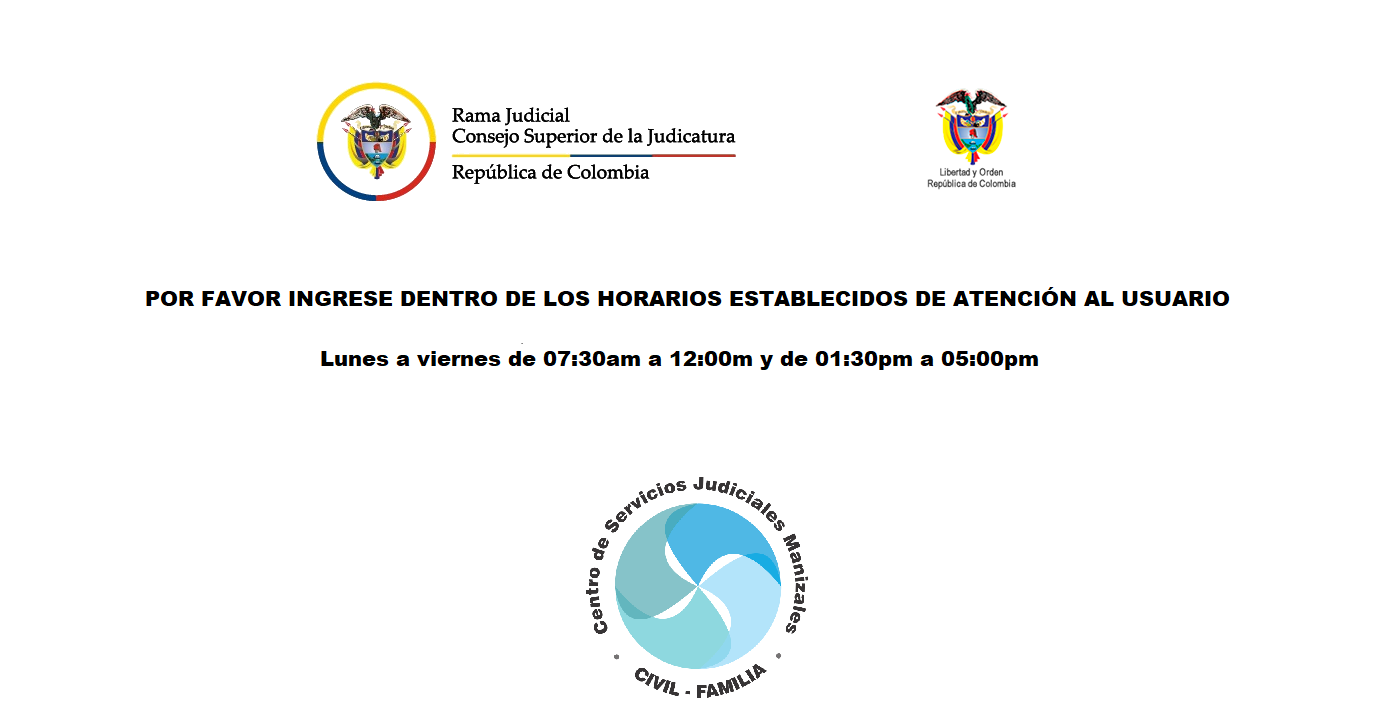 Rama Judicial
Consejo Superior de la Judicatura
República de Colombia
Libertad y Orden
República de Colombia
POR FAVOR INGRESE DENTRO DE LOS HORARIOS ESTABLECIDOS DE ATENCIÓN AL USUARIO
Lunes a viernes de 07:30am a 12:00m y de 01:30pm a 05:00pm
Centro de Servicios Judiciales Manizales
CIVIL - FAMILIA